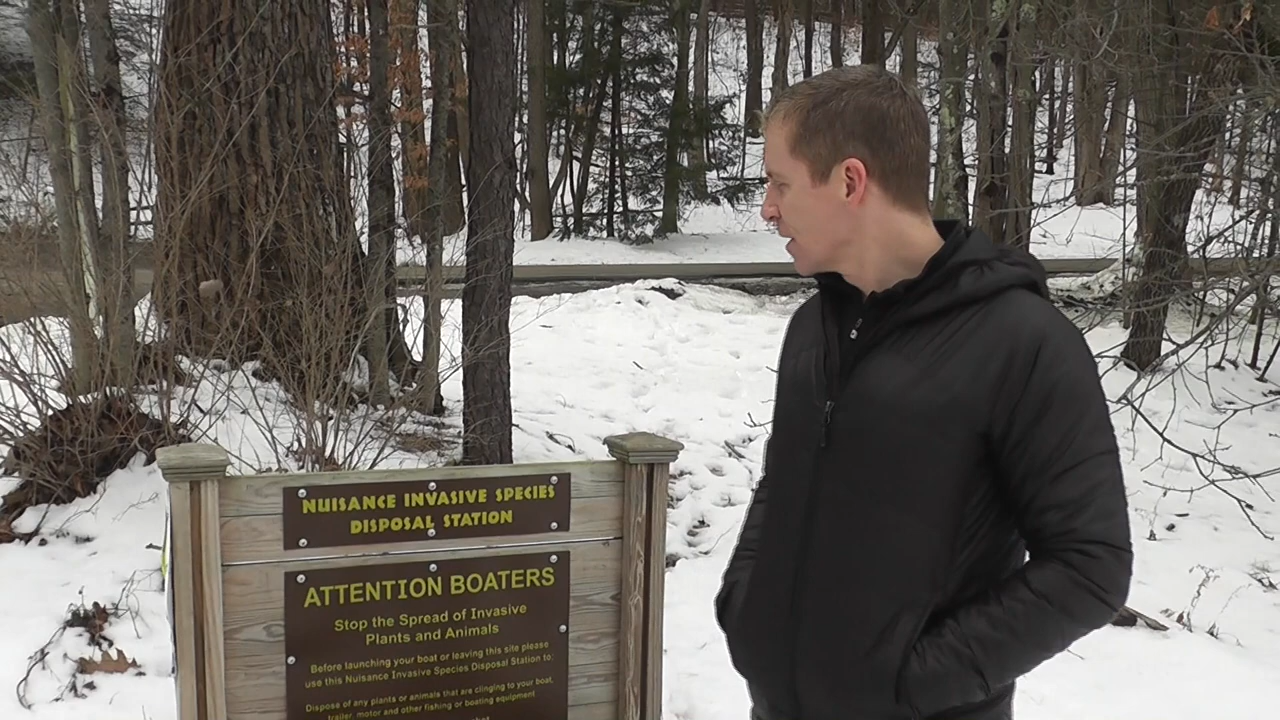 NUISANCE INVASIVE SPECIES
DISPOSAL STATION
ATTENTION BOATERS
Stop the Spread of Invasive
Plants and Animals
Before launching your boat or leaving this site please
use this Nuisance Invasive Species Disposal Station to:
Dispose of any plants or animals that are clinging to your boat,
trailer, motor and other fishing or boating equipment